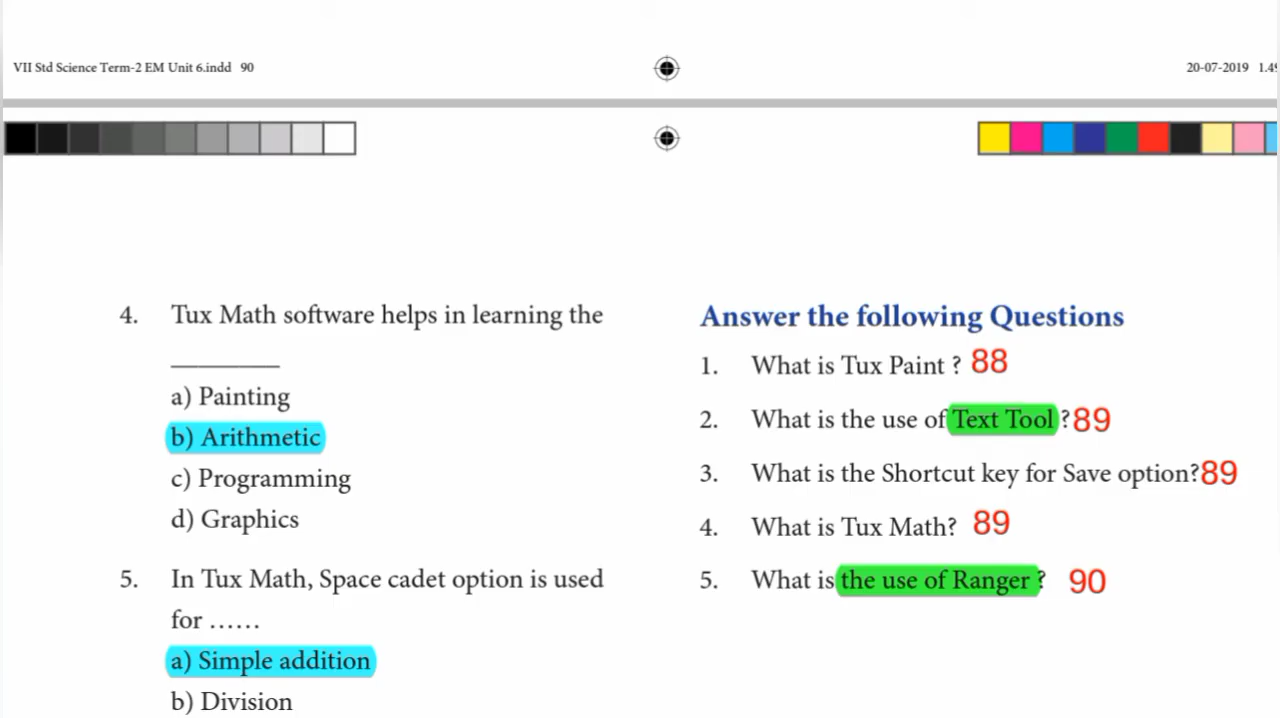 VII Std Science Term-2 EM Unit 6.indd 90
20-07-2019 1.49
4. Tux Math software helps in learning the
________
a) Painting
b) Arithmetic
c) Programming
d) Graphics
5. In Tux Math, Space cadet option is used
for ......
a) Simple addition
b) Division
Answer the following Questions
1. What is Tux Paint ? 88
2. What is the use of Text Tool ? 89
3. What is the Shortcut key for Save option? 89
4. What is Tux Math? 89
5. What is the use of Ranger ? 90